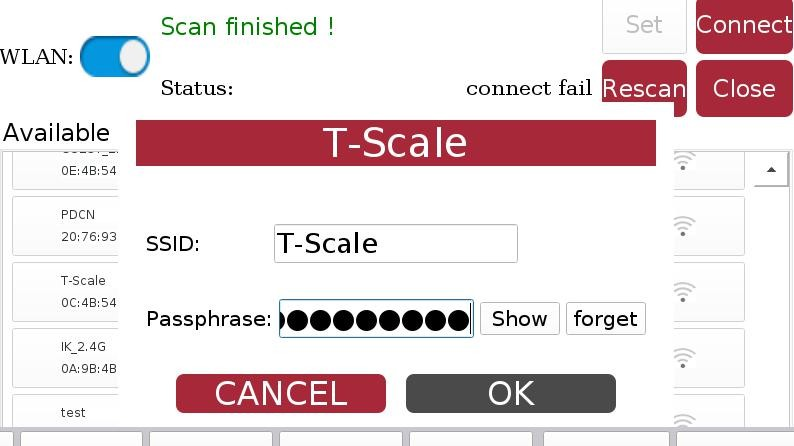 Scan finished !
Set
Connect
WLAN:
Status:
connect fail
Rescan
Close
Available
T-Scale
0E:4B:54
PDCN
20:76:93
SSID:
T-Scale
T-Scale
0C:4B:54
Passphrase:
●●●●●●●●
Show
forget
IK_2.4G
0A:9B:4B
CANCEL
OK
test